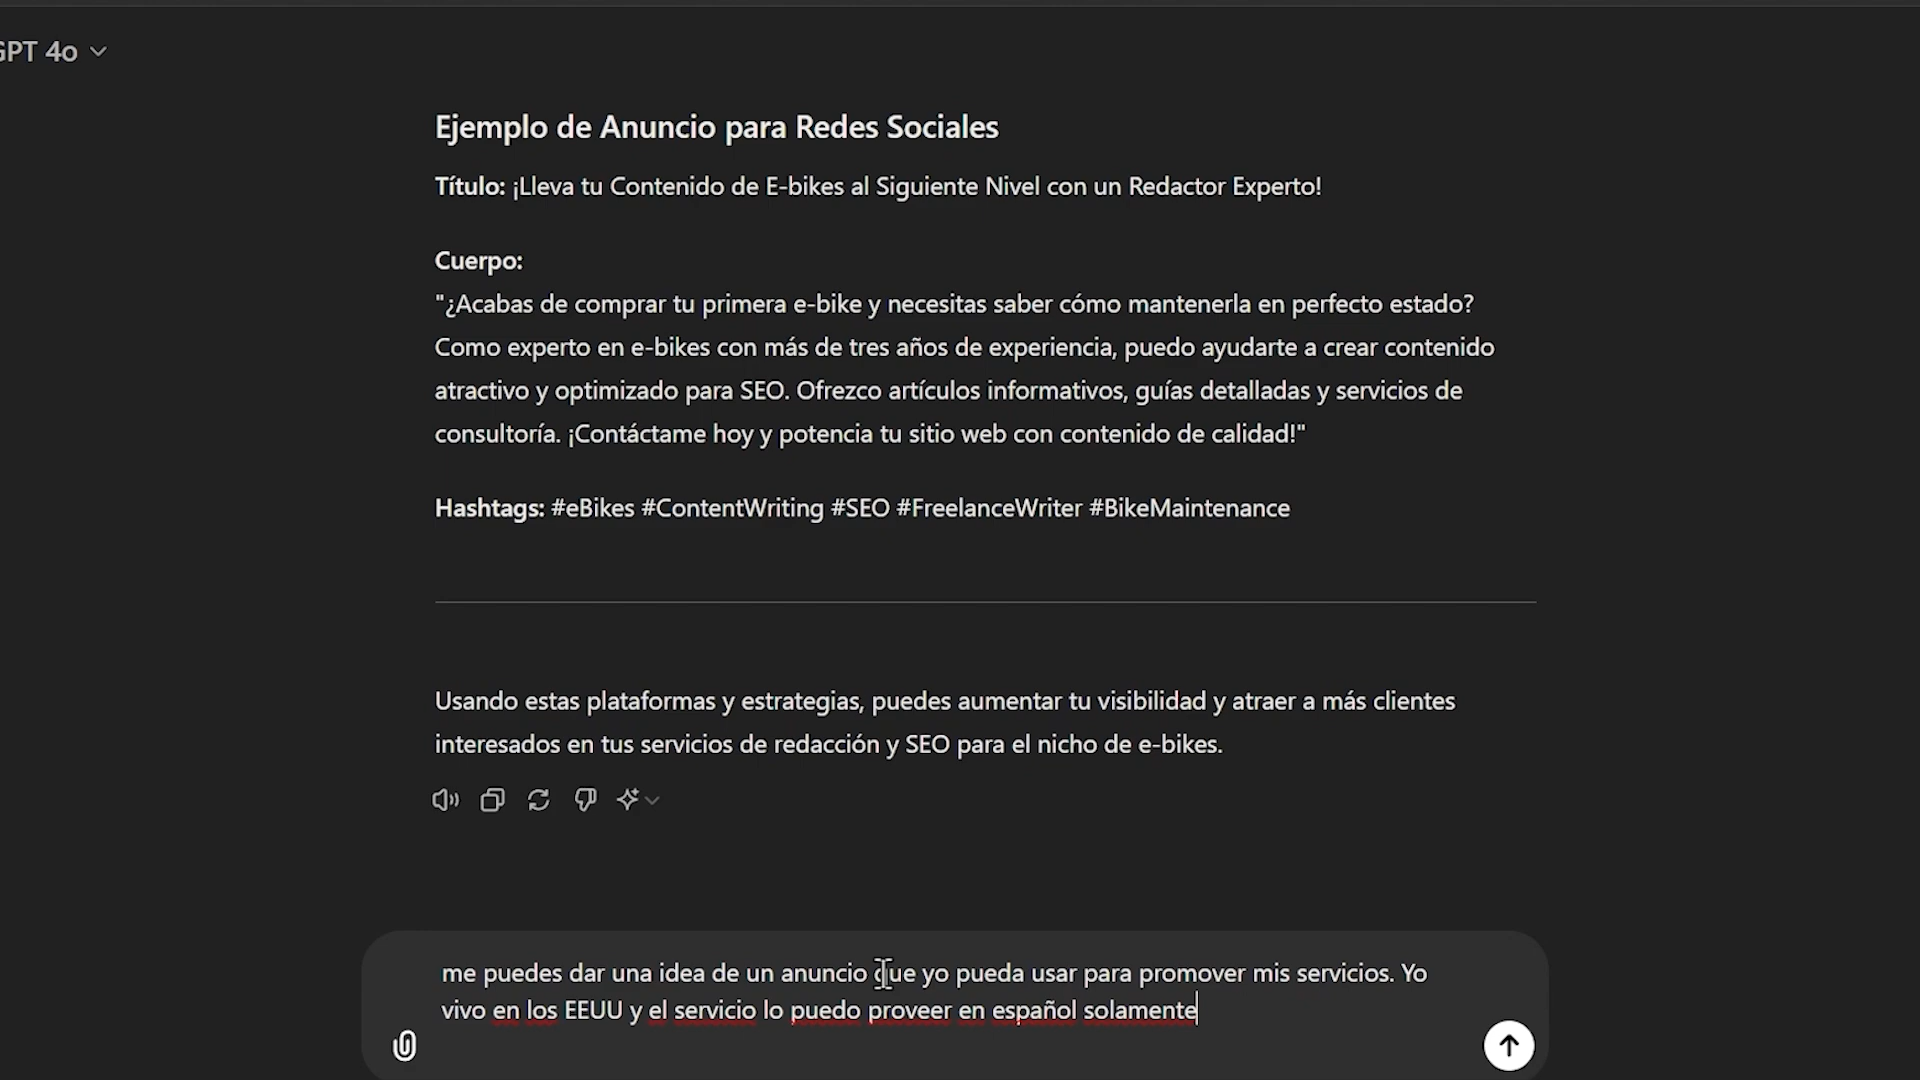 GPT 4o
Ejemplo de Anuncio para Redes Sociales
Título: ¡Lleva tu Contenido de E-bikes al Siguiente Nivel con un Redactor Experto!
Cuerpo:
"¿Acabas de comprar tu primera e-bike y necesitas saber cómo mantenerla en perfecto estado?
Como experto en e-bikes con más de tres años de experiencia, puedo ayudarte a crear contenido
atractivo y optimizado para SEO. Ofrezco artículos informativos, guías detalladas y servicios de
consultoría. ¡Contáctame hoy y potencia tu sitio web con contenido de calidad!"
Hashtags: #eBikes #ContentWriting #SEO #FreelanceWriter #BikeMaintenance
Usando estas plataformas y estrategias, puedes aumentar tu visibilidad y atraer a más clientes
interesados en tus servicios de redacción y SEO para el nicho de e-bikes.
me puedes dar una idea de un anuncio que yo pueda usar para promover mis servicios. Yo
vivo en los EEUU y el servicio lo puedo proveer en español solamente